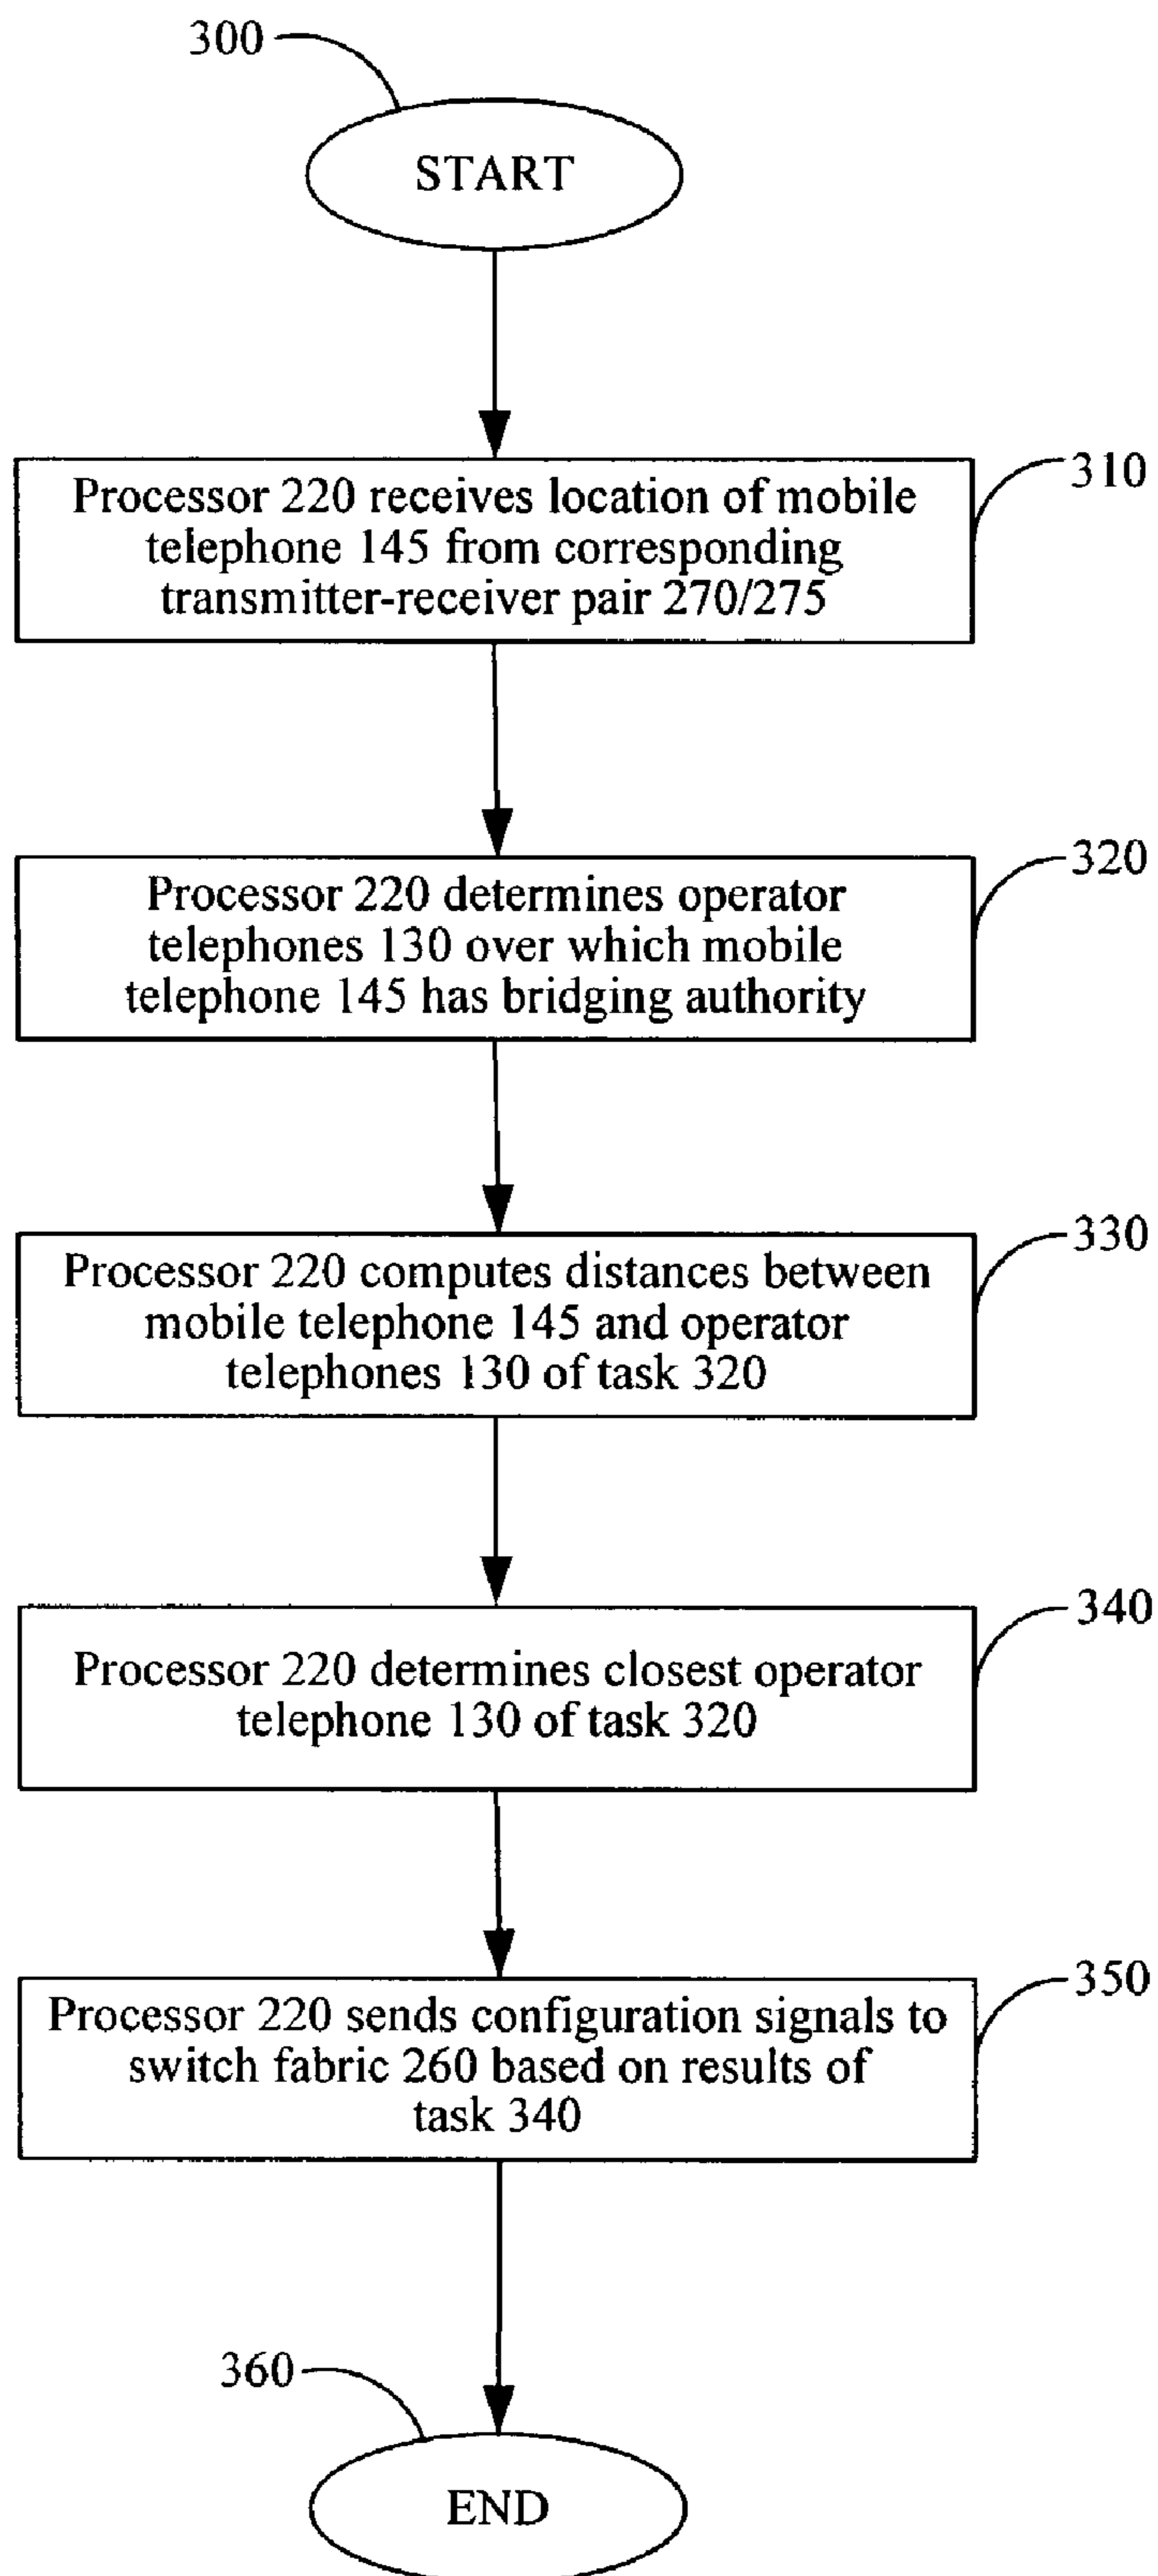 300
START
310
Processor 220 receives location of mobile
telephone 145 from corresponding
transmitter-receiver pair 270/275
320
Processor 220 determines operator
telephones 130 over which mobile
telephone 145 has bridging authority
330
Processor 220 computes distances between
mobile telephone 145 and operator
telephones 130 of task 320
340
Processor 220 determines closest operator
telephone 130 of task 320
350
Processor 220 sends configuration signals to
switch fabric 260 based on results of
task 340
360
END